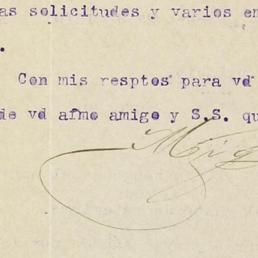 as solicitudes y varios en
.
Con mis resptos para vd
de vd afmo amigo y S.S. qu